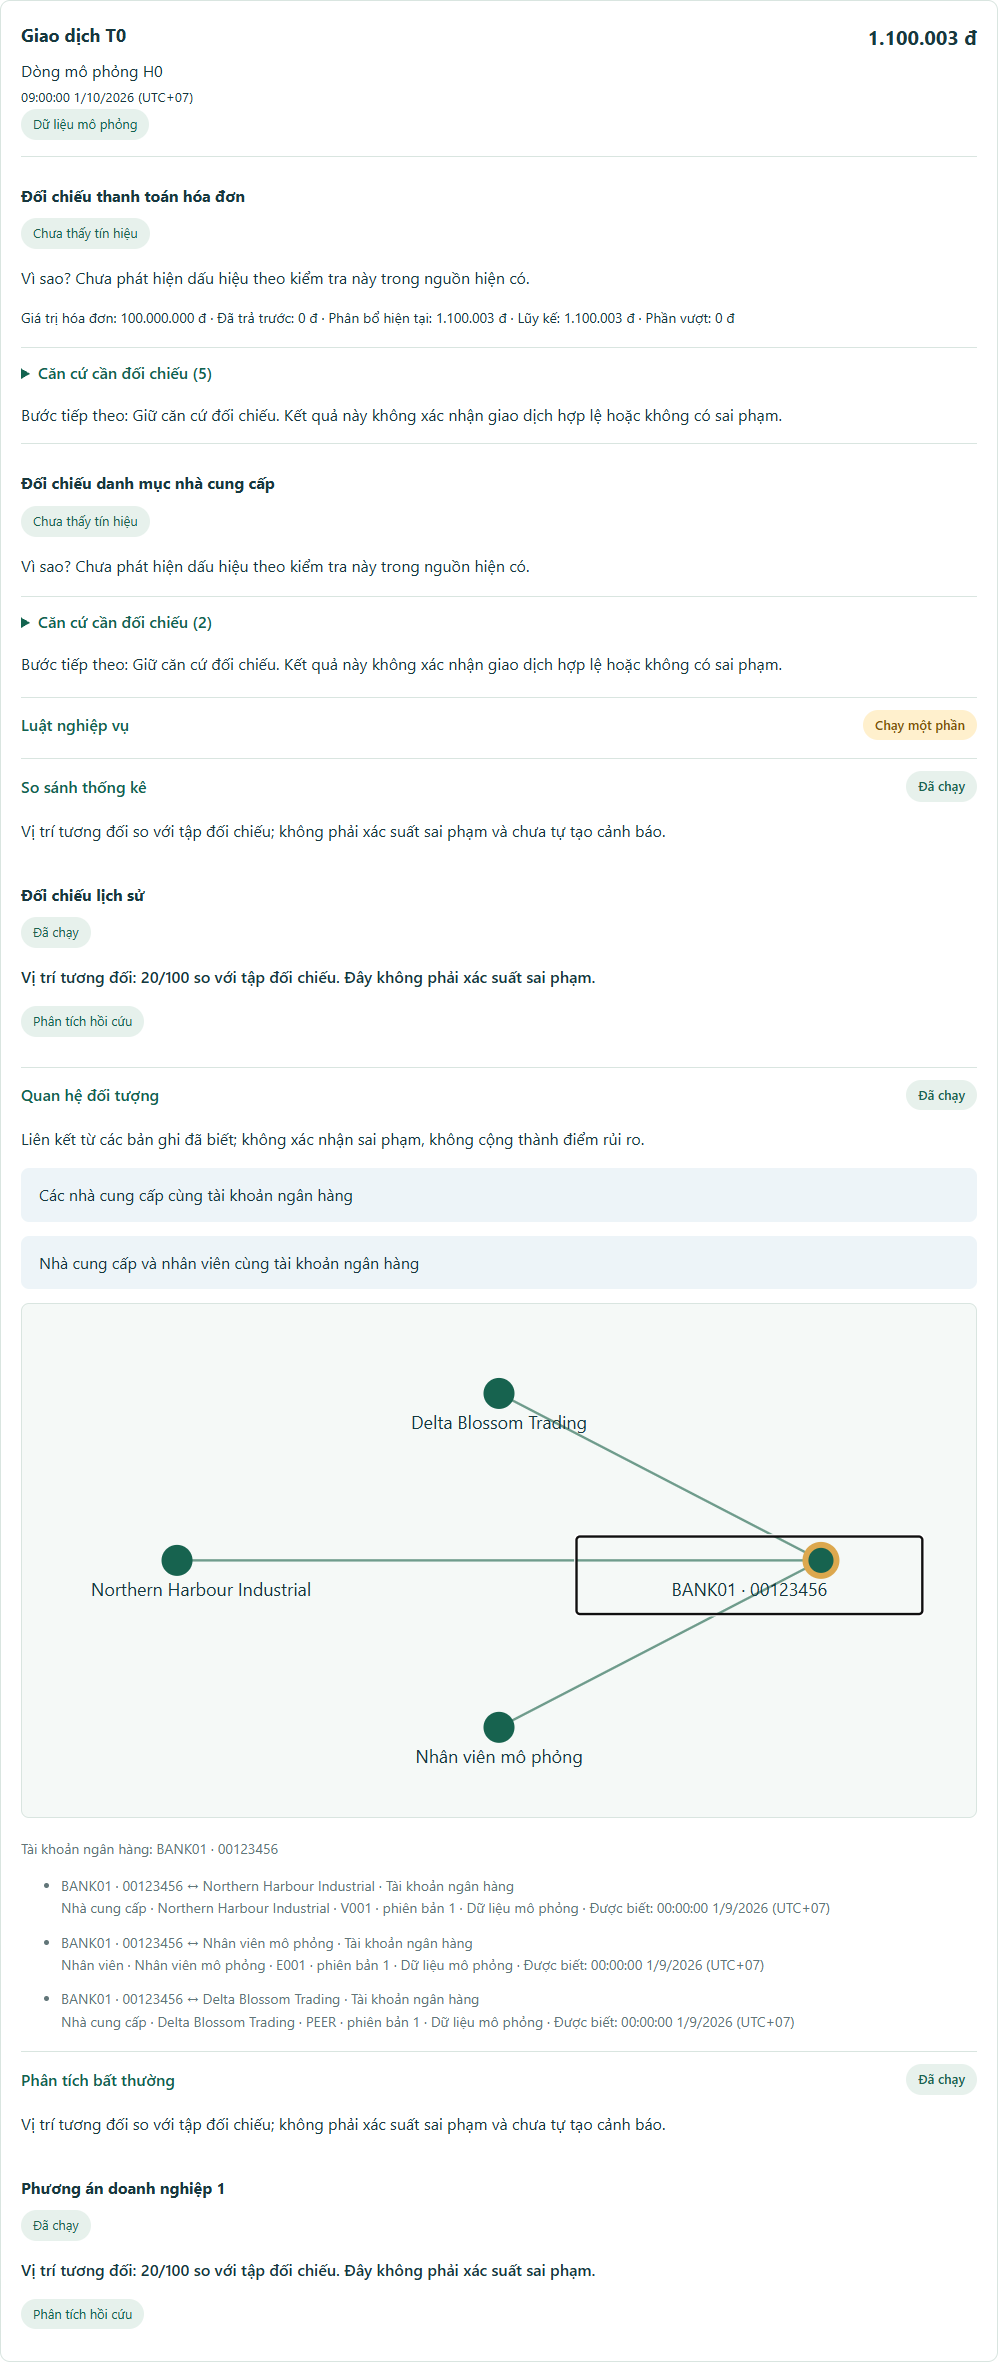 Giao dịch T0
1.100.003 đ
Dòng mô phỏng H0
09:00:00 1/10/2026 (UTC+07)
Dữ liệu mô phỏng
Đối chiếu thanh toán hóa đơn
Chưa thấy tín hiệu
Vì sao? Chưa phát hiện dấu hiệu theo kiểm tra này trong nguồn hiện có.
Giá trị hóa đơn: 100.000.000 đ · Đã trả trước: 0 đ · Phân bổ hiện tại: 1.100.003 đ · Lũy kế: 1.100.003 đ · Phần vượt: 0 đ
▶ Căn cứ cần đối chiếu (5)
Bước tiếp theo: Giữ căn cứ đối chiếu. Kết quả này không xác nhận giao dịch hợp lệ hoặc không có sai phạm.
Đối chiếu danh mục nhà cung cấp
Chưa thấy tín hiệu
Vì sao? Chưa phát hiện dấu hiệu theo kiểm tra này trong nguồn hiện có.
▶ Căn cứ cần đối chiếu (2)
Bước tiếp theo: Giữ căn cứ đối chiếu. Kết quả này không xác nhận giao dịch hợp lệ hoặc không có sai phạm.
Luật nghiệp vụ
Chạy một phần
So sánh thống kê
Đã chạy
Vị trí tương đối so với tập đối chiếu; không phải xác suất sai phạm và chưa tự tạo cảnh báo.
Đối chiếu lịch sử
Đã chạy
Vị trí tương đối: 20/100 so với tập đối chiếu. Đây không phải xác suất sai phạm.
Phân tích hồi cứu
Quan hệ đối tượng
Đã chạy
Liên kết từ các bản ghi đã biết; không xác nhận sai phạm, không cộng thành điểm rủi ro.
Các nhà cung cấp cùng tài khoản ngân hàng
Nhà cung cấp và nhân viên cùng tài khoản ngân hàng
Delta Blossom Trading
Northern Harbour Industrial
BANK01 · 00123456
Nhân viên mô phỏng
Tài khoản ngân hàng: BANK01 · 00123456
• BANK01 · 00123456 ↔ Northern Harbour Industrial · Tài khoản ngân hàng
Nhà cung cấp · Northern Harbour Industrial · V001 · phiên bản 1 · Dữ liệu mô phỏng · Được biết: 00:00:00 1/9/2026 (UTC+07)
• BANK01 · 00123456 ↔ Nhân viên mô phỏng · Tài khoản ngân hàng
Nhân viên · Nhân viên mô phỏng · E001 · phiên bản 1 · Dữ liệu mô phỏng · Được biết: 00:00:00 1/9/2026 (UTC+07)
• BANK01 · 00123456 ↔ Delta Blossom Trading · Tài khoản ngân hàng
Nhà cung cấp · Delta Blossom Trading · PEER · phiên bản 1 · Dữ liệu mô phỏng · Được biết: 00:00:00 1/9/2026 (UTC+07)
Phân tích bất thường
Đã chạy
Vị trí tương đối so với tập đối chiếu; không phải xác suất sai phạm và chưa tự tạo cảnh báo.
Phương án doanh nghiệp 1
Đã chạy
Vị trí tương đối: 20/100 so với tập đối chiếu. Đây không phải xác suất sai phạm.
Phân tích hồi cứu